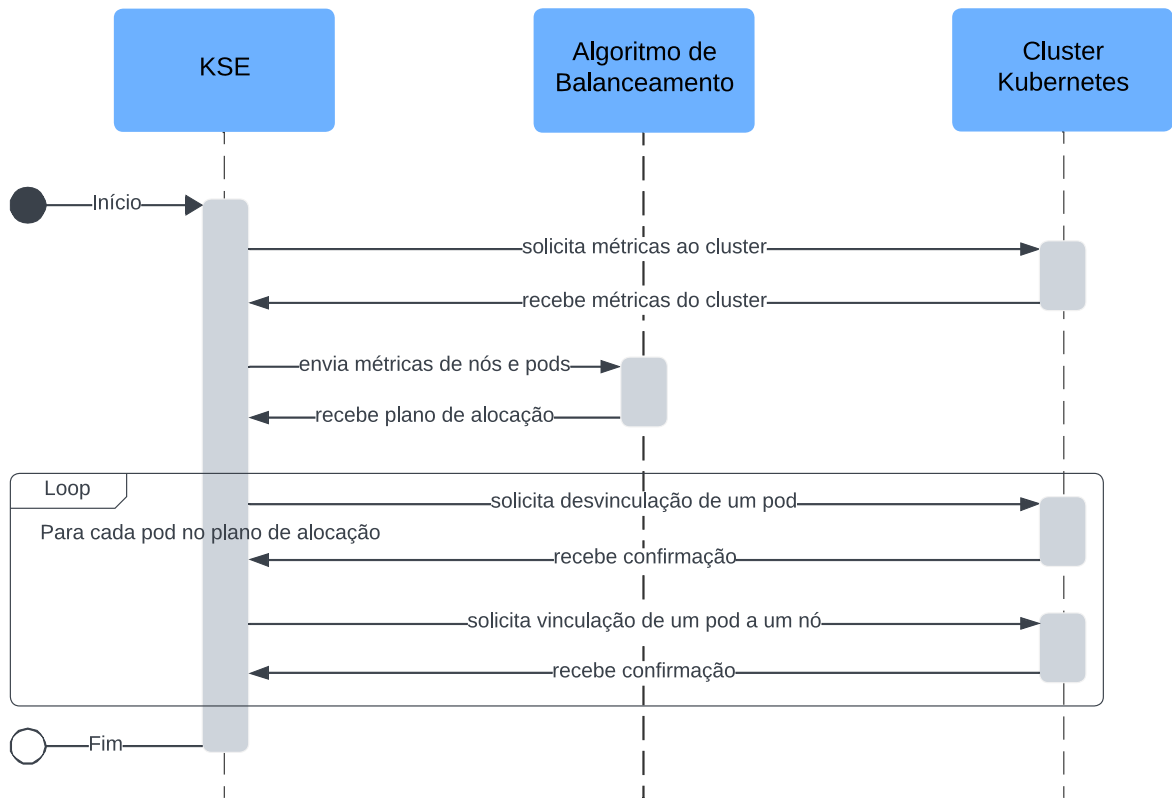 KSE
Algoritmo de
Balanceamento
Cluster
Kubernetes
Início
solicita métricas ao cluster
recebe métricas do cluster
envia métricas de nós e pods
recebe plano de alocação
Loop
solicita desvinculação de um pod
Para cada pod no plano de alocação
recebe confirmação
solicita vinculação de um pod a um nó
recebe confirmação
Fim